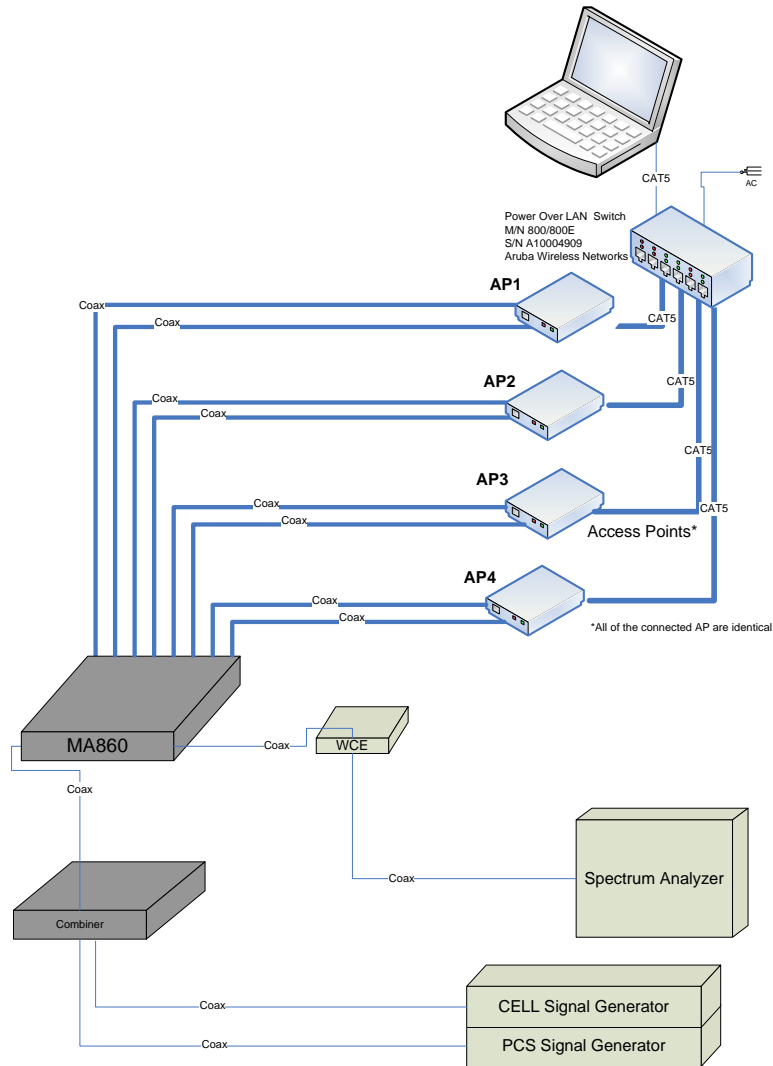 CAT5
AC
Power Over LAN Switch
M/N 800/800E
S/N A10004909
Aruba Wireless Networks
AP1
Coax
Coax
CAT5
AP2
CAT5
Coax
Coax
CAT5
AP3
Coax
Coax
CAT5
Access Points*
AP4
Coax
Coax
*All of the connected AP are identical
MA860
Coax
WCE
Coax
Coax
Spectrum Analyzer
Combiner
Coax
CELL Signal Generator
Coax
PCS Signal Generator